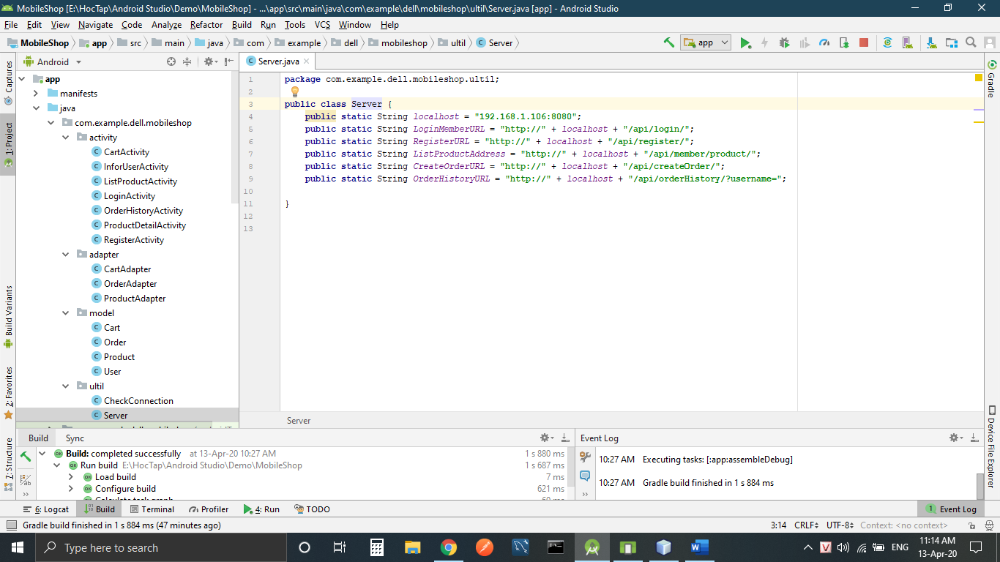 MobileShop [E:\HocTap\Android Studio\Demo\MobileShop] - ...\app\src\main\java\com\example\dell\mobileshop\ultil\Server.java [app] - Android Studio
File Edit View Navigate Code Analyze Refactor Build Run Tools VCS Window Help
MobileShop app src main java com example dell mobileshop ultil Server
app
Captures
1: Project
Build Variants
2: Favorites
7: Structure
Android
app
manifests
java
com.example.dell.mobileshop
activity
CartActivity
InforUserActivity
ListProductActivity
LoginActivity
OrderHistoryActivity
ProductDetailActivity
RegisterActivity
adapter
CartAdapter
OrderAdapter
ProductAdapter
model
Cart
Order
Product
User
ultil
CheckConnection
Server
Server.java
1 package com.example.dell.mobileshop.ultil;
2
3 public class Server {
4 public static String localhost = "192.168.1.106:8080";
5 public static String LoginMemberURL = "http://" + localhost + "/api/login/";
6 public static String RegisterURL = "http://" + localhost + "/api/register/";
7 public static String ListProductAddress = "http://" + localhost + "/api/member/product/";
8 public static String CreateOrderURL = "http://" + localhost + "/api/createOrder/";
9 public static String OrderHistoryURL = "http://" + localhost + "/api/orderHistory/?username=";
10
11 }
12
13
Server
Gradle
Device File Explorer
Build Sync
Build: completed successfully at 13-Apr-20 10:27 AM 1 s 880 ms
Run build E:\HocTap\Android Studio\Demo\MobileShop 1 s 687 ms
Load build 7 ms
Configure build 621 ms
Event Log
10:27 AM Executing tasks: [:app:assembleDebug]
10:27 AM Gradle build finished in 1 s 884 ms
6: Logcat Build Terminal Profiler 4: Run TODO 1 Event Log
Gradle build finished in 1 s 884 ms (47 minutes ago) 3:14 CRLF UTF-8 Context: <no context>
Type here to search
ENG
11:14 AM
13-Apr-20